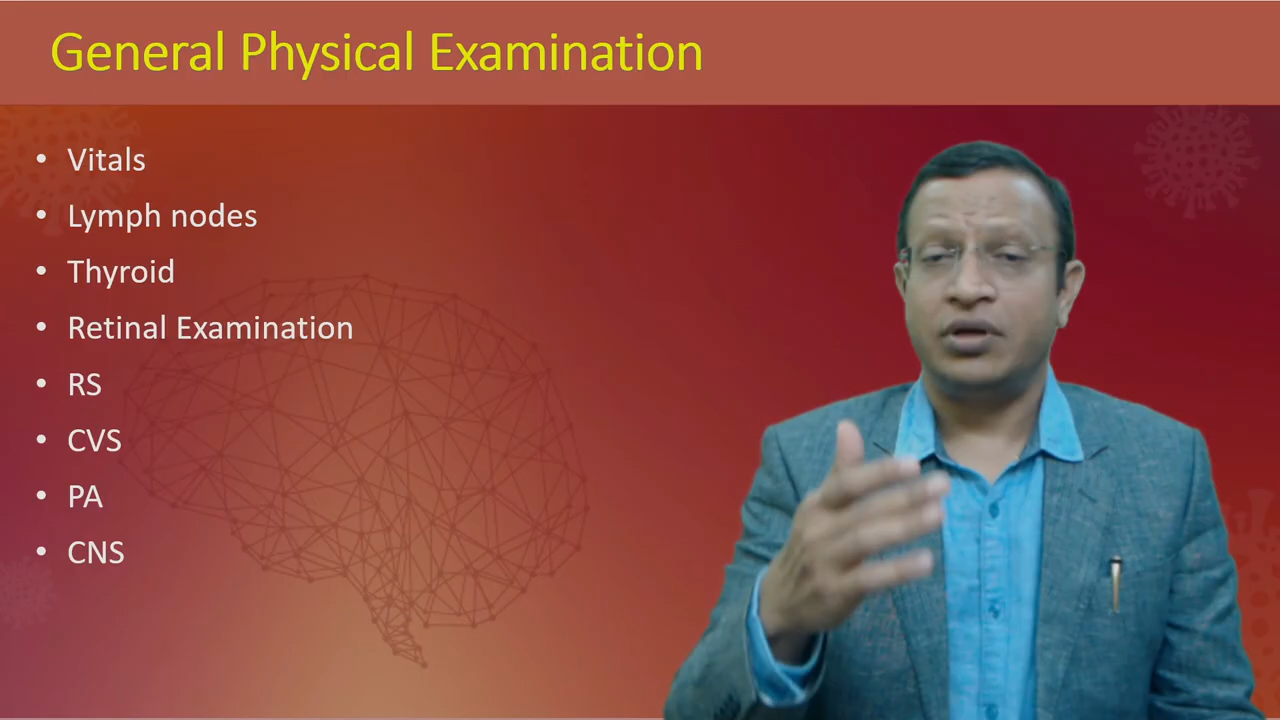 General Physical Examination
• Vitals
• Lymph nodes
• Thyroid
• Retinal Examination
• RS
• CVS
• PA
• CNS